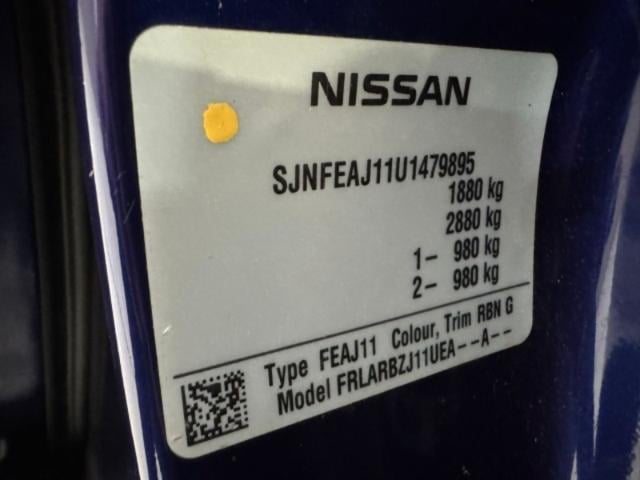 NISSAN
SJNFEAJ11U1479895
1880 kg
2880 kg
1– 980 kg
2– 980 kg
Type FEAJ11 Colour, Trim RBN G
Model FRLARBZJ11UEA--A--